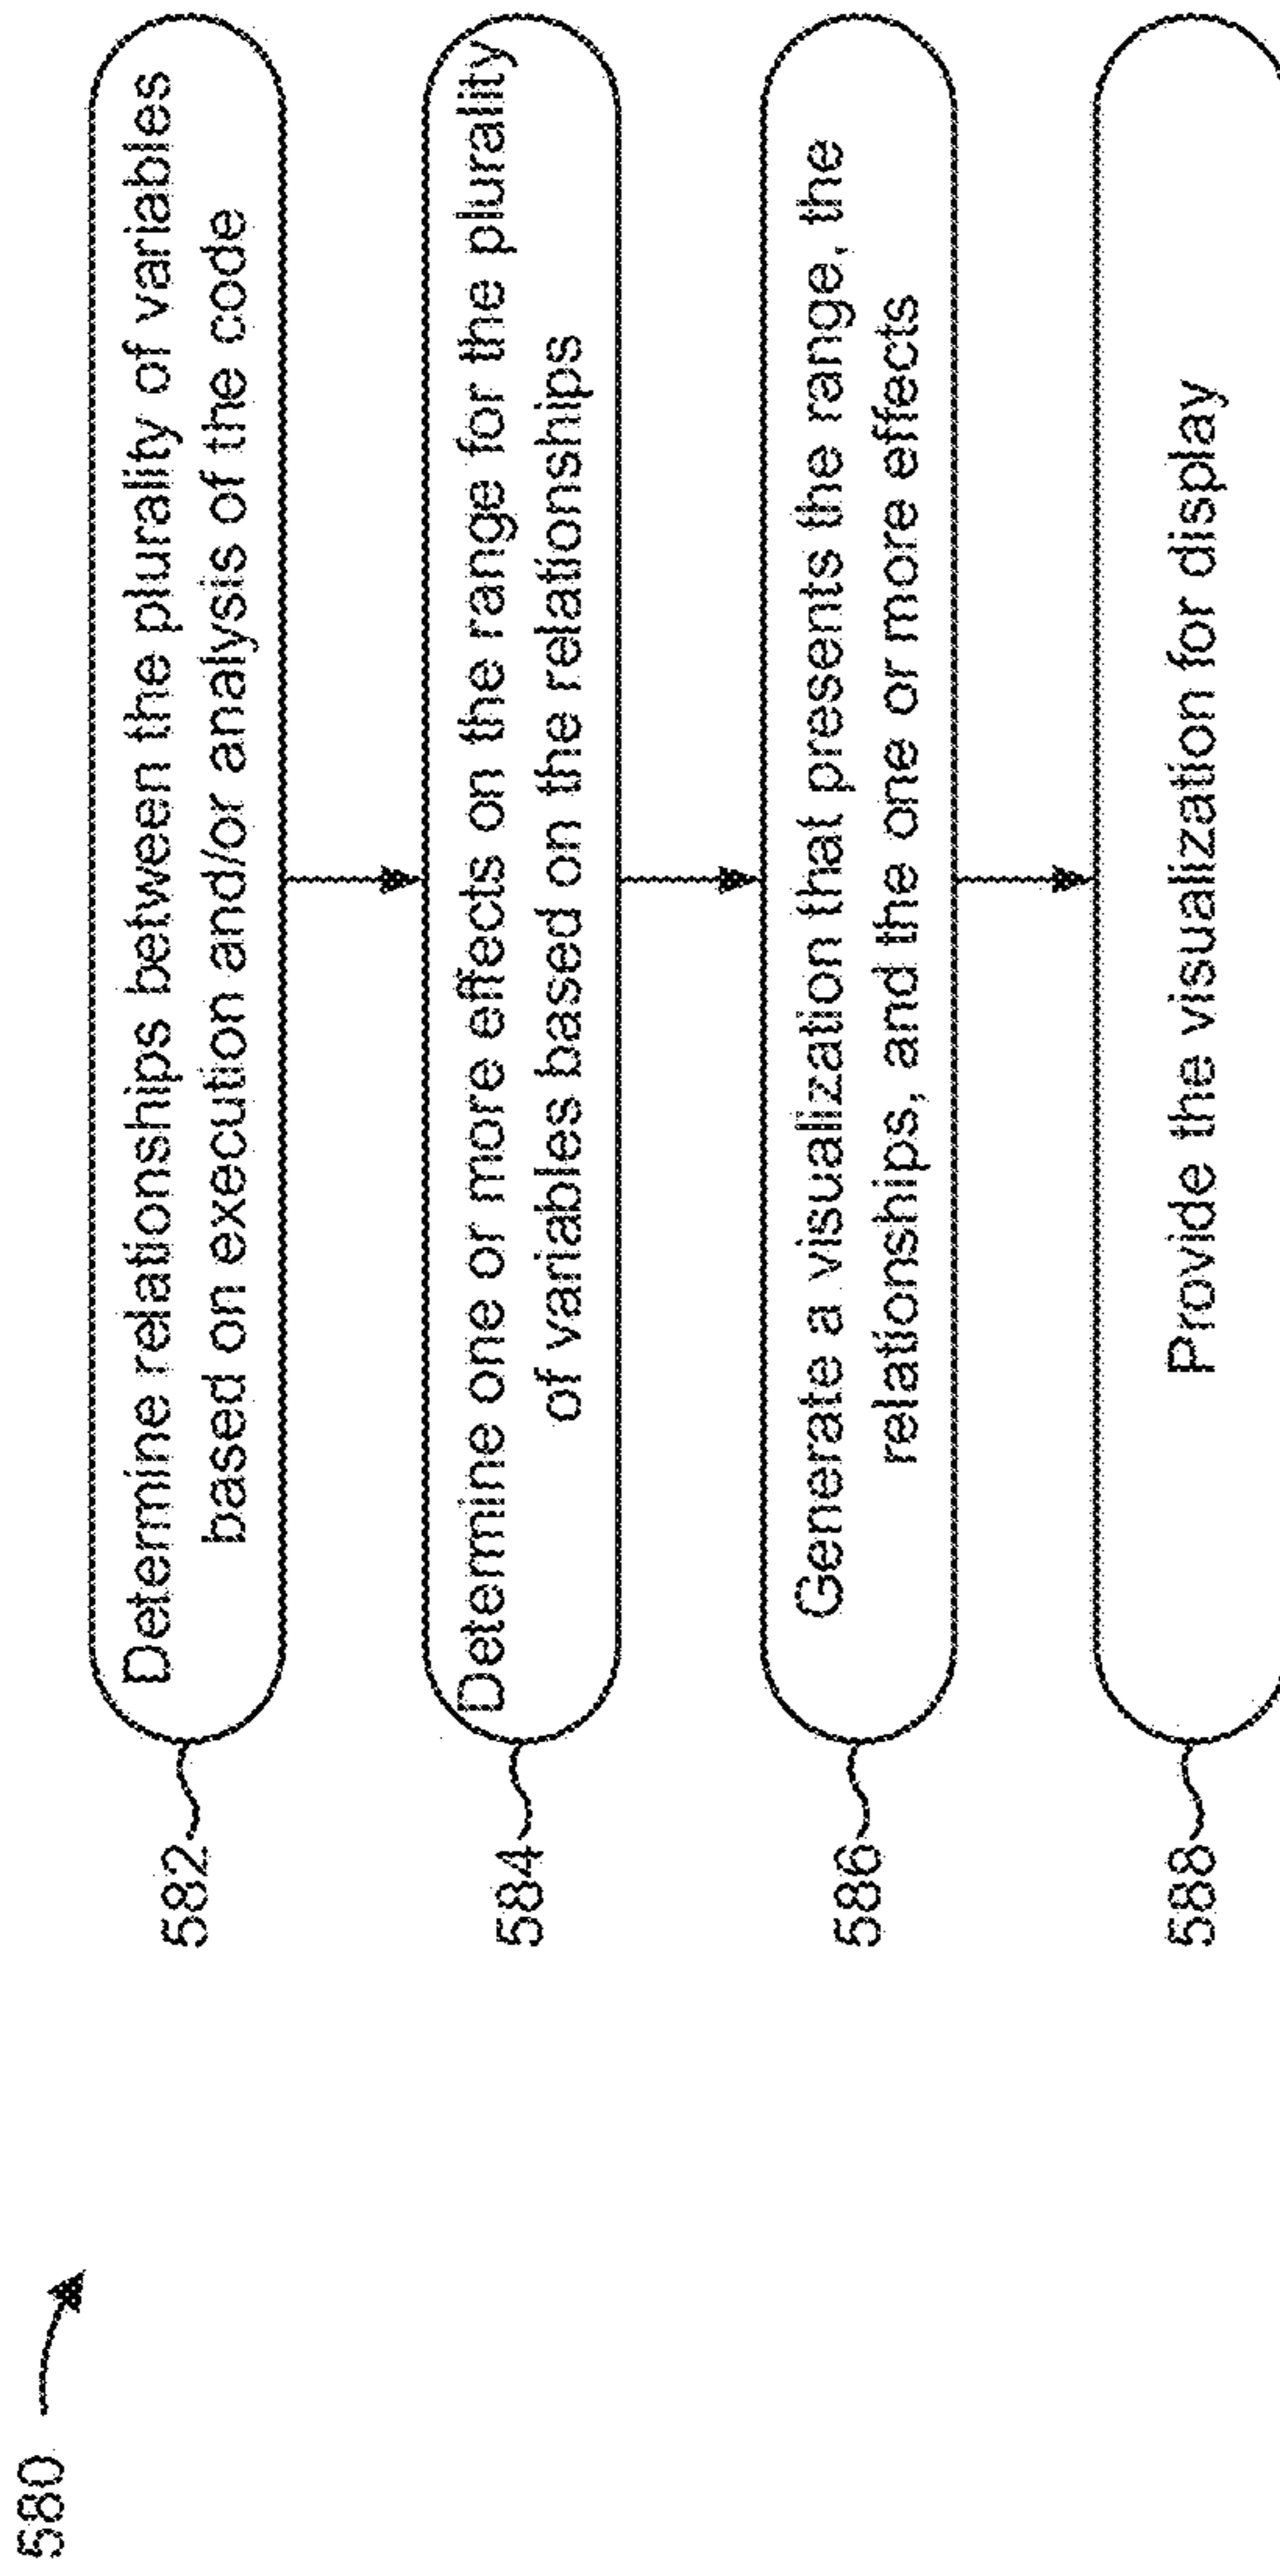 580
582
Determine relationships between the plurality of variables
based on execution and/or analysis of the code
584
Determine one or more effects on the range for the plurality
of variables based on the relationships
586
Generate a visualization that presents the range, the
relationships, and the one or more effects
588
Provide the visualization for display